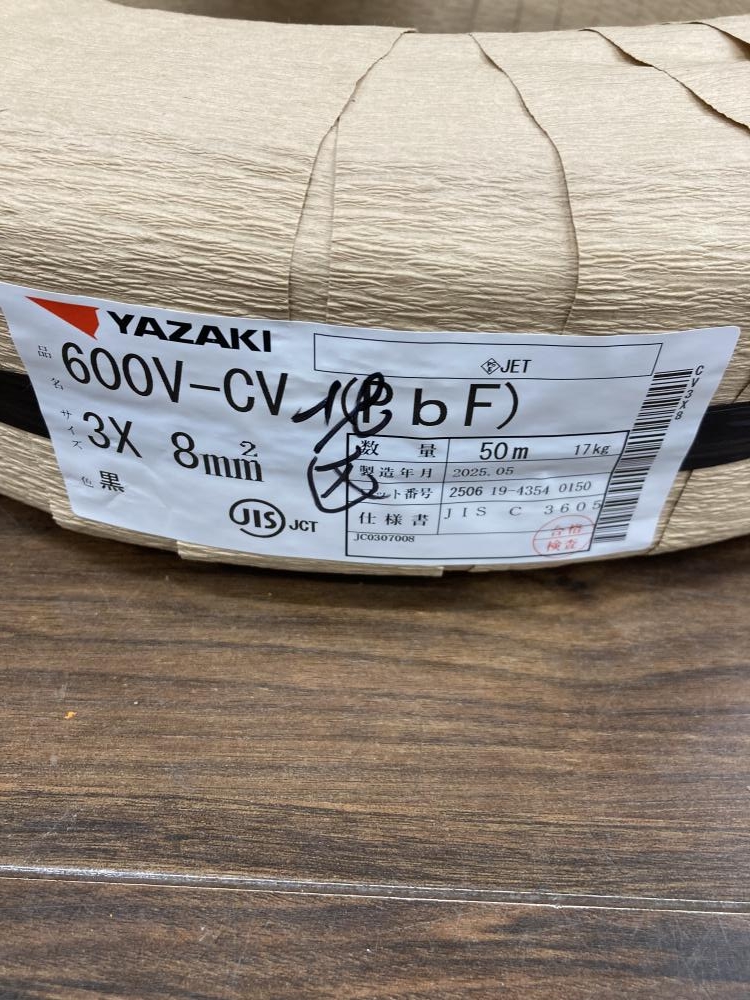 YAZAKI
<PS>E JET
品名 600V-CV (PbF)
サイズ 3X 8mm2
色 黒
JIS JCT
数量 50m 17kg
製造年月 2025.05
ット番号 2506 19-4354 0150
仕様書 JIS C 3605
JC0307008
合格
検査
CV3X8